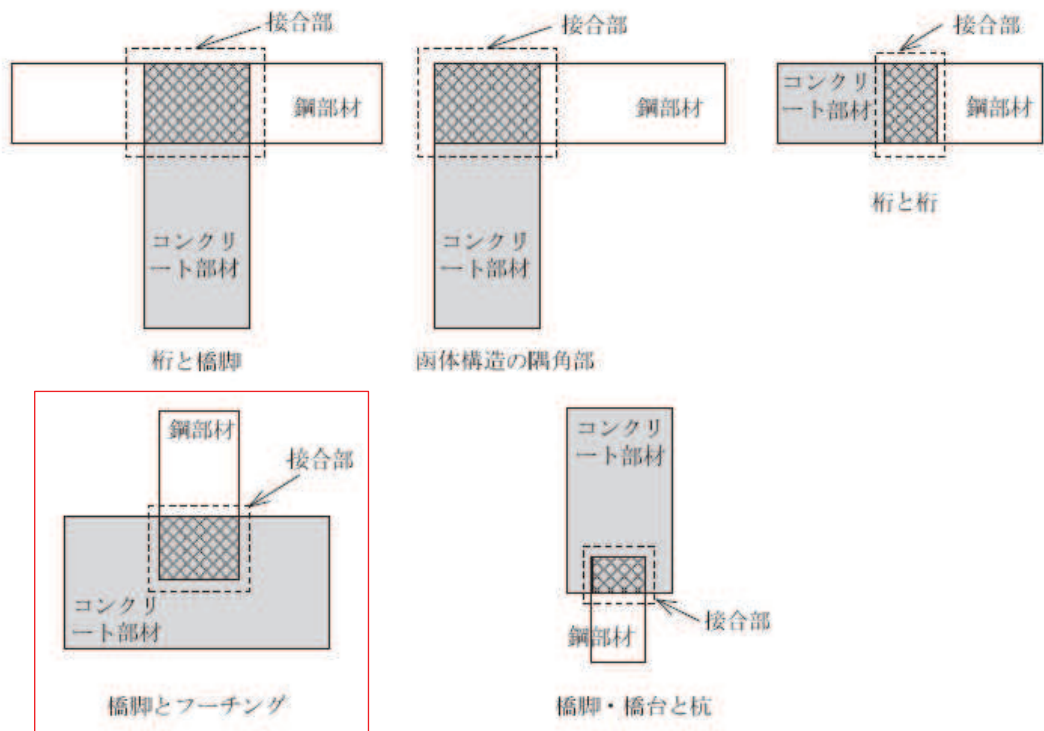 接合部
鋼部材
コンクリ
ート部材
桁と橋脚
接合部
鋼部材
コンクリ
ート部材
函体構造の隅角部
接合部
コンクリ
ート部材
鋼部材
桁と桁
鋼部材
接合部
コンクリ
ート部材
橋脚とフーチング
コンクリ
ート部材
接合部
鋼部材
橋脚・橋台と杭